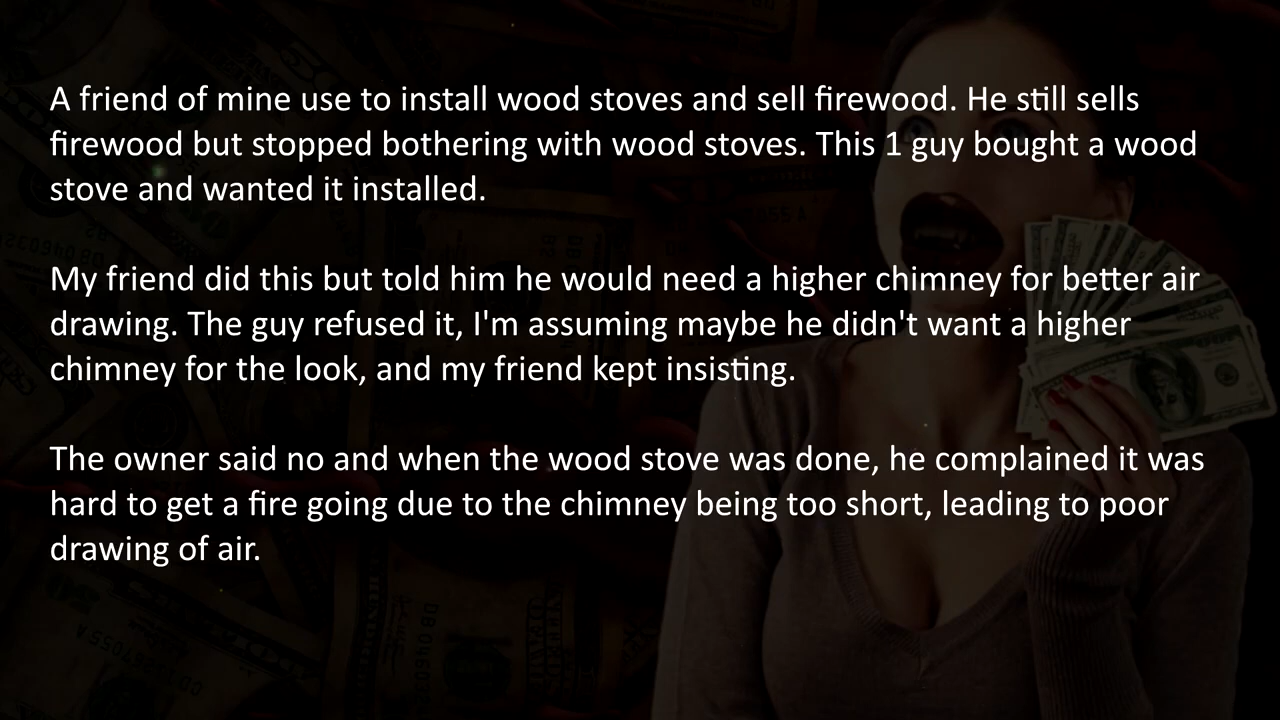 A friend of mine use to install wood stoves and sell firewood. He still sells
firewood but stopped bothering with wood stoves. This 1 guy bought a wood
stove and wanted it installed.
My friend did this but told him he would need a higher chimney for better air
drawing. The guy refused it, I'm assuming maybe he didn't want a higher
chimney for the look, and my friend kept insisting.
The owner said no and when the wood stove was done, he complained it was
hard to get a fire going due to the chimney being too short, leading to poor
drawing of air.